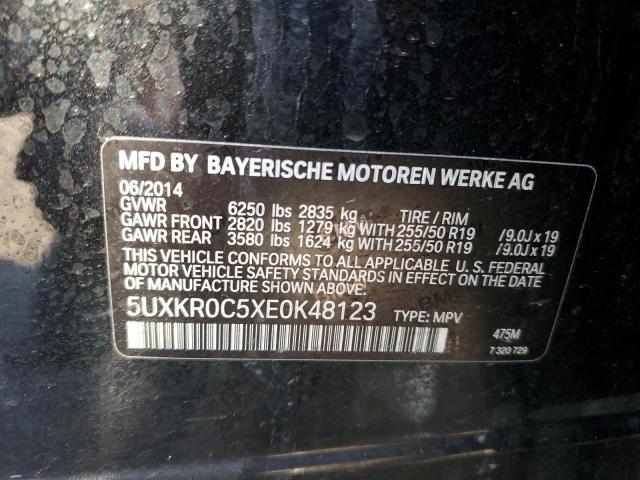 MFD BY BAYERISCHE MOTOREN WERKE AG
06/2014
GVWR 6250 lbs 2835 kg TIRE / RIM
GAWR FRONT 2820 lbs 1279 kg WITH 255/50 R19 /9.0J x 19
GAWR REAR 3580 lbs 1624 kg WITH 255/50 R19 /9.0J x 19
THIS VEHICLE CONFORMS TO ALL APPLICABLE U. S. FEDERAL
MOTOR VEHICLE SAFETY STANDARDS IN EFFECT ON THE DATE
OF MANUFACTURE SHOWN ABOVE.
5UXKR0C5XE0K48123 TYPE: MPV
475M
7 320 729